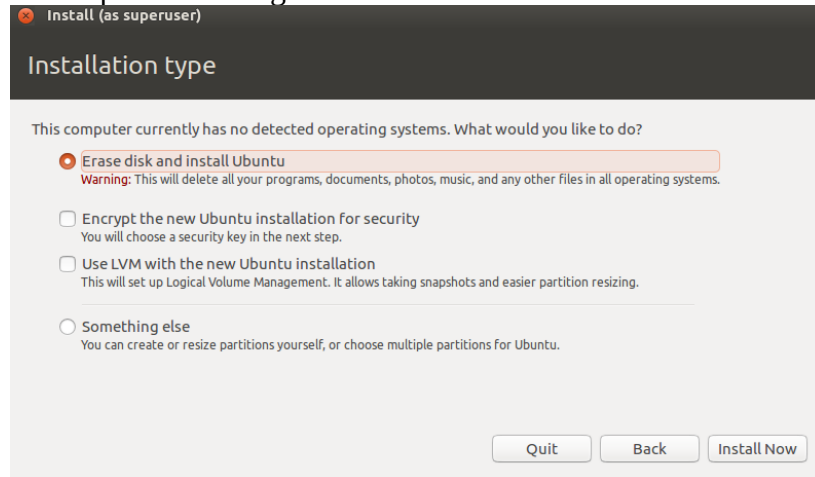 Install (as superuser)
Installation type
This computer currently has no detected operating systems. What would you like to do?
Erase disk and install Ubuntu
Warning: This will delete all your programs, documents, photos, music, and any other files in all operating systems.
Encrypt the new Ubuntu installation for security
You will choose a security key in the next step.
Use LVM with the new Ubuntu installation
This will set up Logical Volume Management. It allows taking snapshots and easier partition resizing.
Something else
You can create or resize partitions yourself, or choose multiple partitions for Ubuntu.
Quit Back Install Now